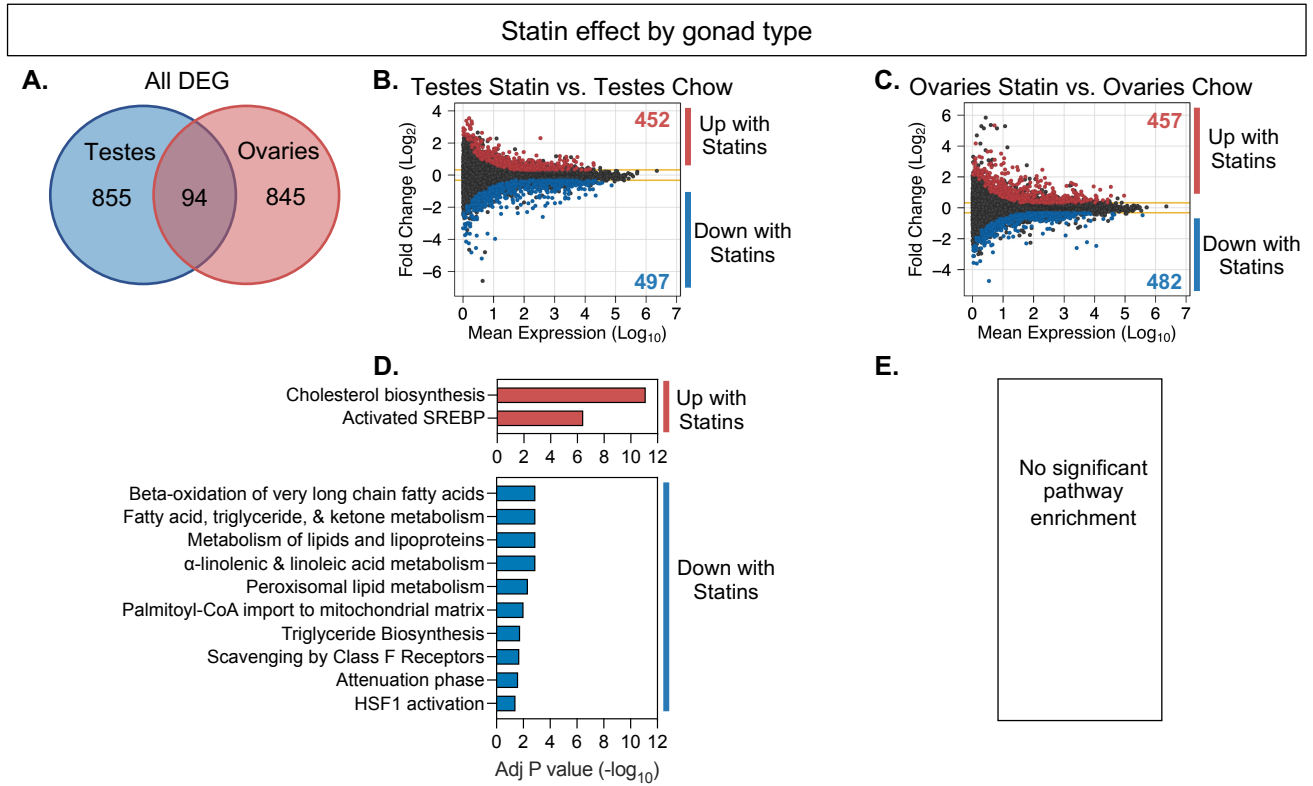 Statin effect by gonad type
A.
All DEG
Testes
Ovaries
855
94
845
B.
Testes Statin vs. Testes Chow
Fold Change (Log2)
4
2
0
−2
−4
−6
452
497
0 1 2 3 4 5 6 7
Mean Expression (Log10)
Up with
Statins
Down with
Statins
C.
Ovaries Statin vs. Ovaries Chow
Fold Change (Log2)
6
4
2
0
−2
−4
457
482
0 1 2 3 4 5 6 7
Mean Expression (Log10)
Up with
Statins
Down with
Statins
D.
Cholesterol biosynthesis
Activated SREBP
0 2 4 6 8 10 12
Up with
Statins
Beta-oxidation of very long chain fatty acids
Fatty acid, triglyceride, & ketone metabolism
Metabolism of lipids and lipoproteins
α-linolenic & linoleic acid metabolism
Peroxisomal lipid metabolism
Palmitoyl-CoA import to mitochondrial matrix
Triglyceride Biosynthesis
Scavenging by Class F Receptors
Attenuation phase
HSF1 activation
0 2 4 6 8 10 12
Adj P value (-log10)
Down with
Statins
E.
No significant
pathway
enrichment